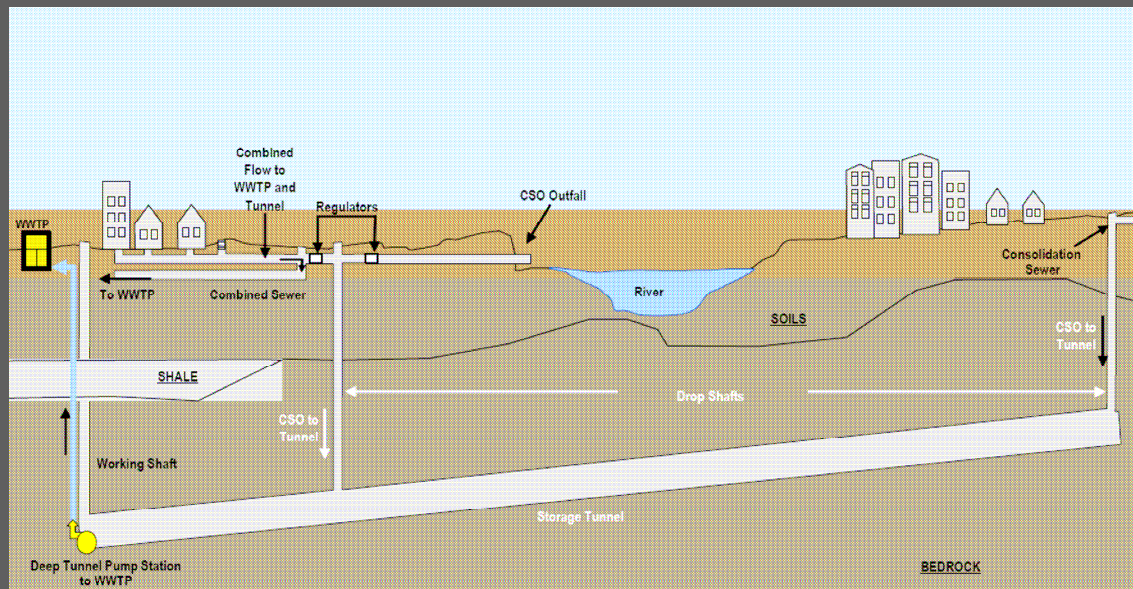 Combined
Flow to
WWTP and
Tunnel
Regulators
CSO Outfall
WWTP
Consolidation
Sewer
To WWTP
Combined Sewer
River
SOILS
CSO to
Tunnel
SHALE
Drop Shafts
CSO to
Tunnel
Working Shaft
Storage Tunnel
Deep Tunnel Pump Station
to WWTP
BEDROCK